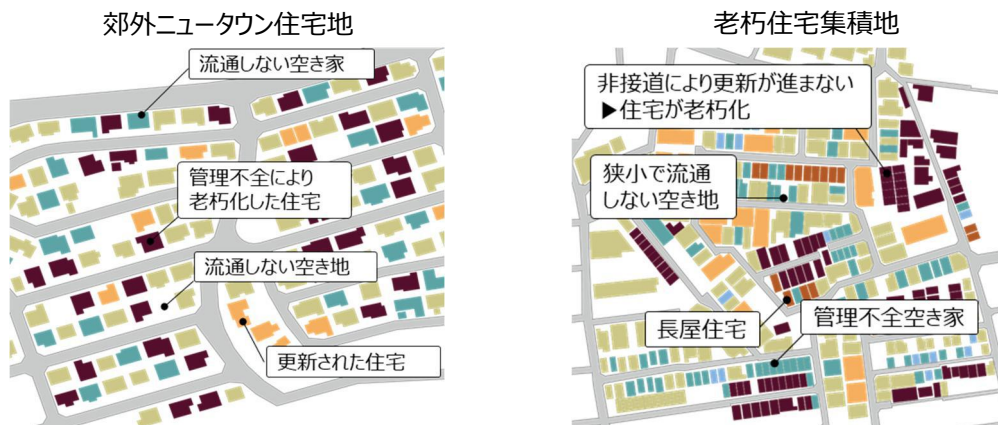 郊外ニュータウン住宅地
流通しない空き家
管理不全により
老朽化した住宅
流通しない空き地
更新された住宅
老朽住宅集積地
非接道により更新が進まない
▶住宅が老朽化
狭小で流通
しない空き地
長屋住宅
管理不全空き家